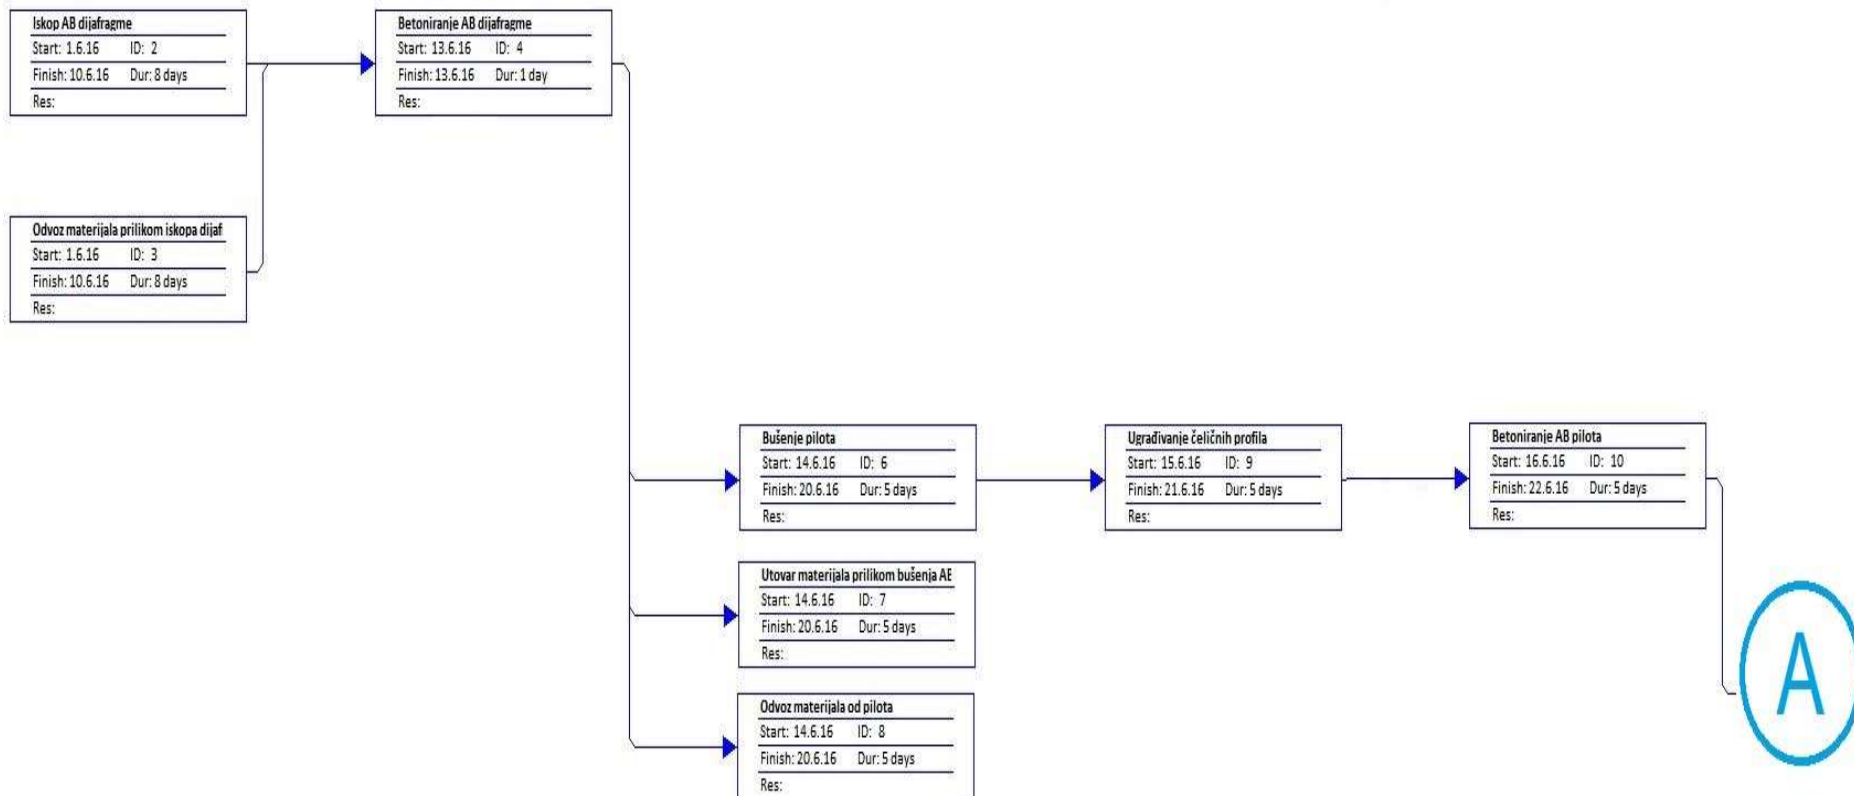 Iskop AB dijafragme
Start: 1.6.16 ID: 2
Finish: 10.6.16 Dur: 8 days
Res:
Betoniranje AB dijafragme
Start: 13.6.16 ID: 4
Finish: 13.6.16 Dur: 1 day
Res:
Odvoz materijala prilikom iskopa dijaf
Start: 1.6.16 ID: 3
Finish: 10.6.16 Dur: 8 days
Res:
Bušenje pilota
Start: 14.6.16 ID: 6
Finish: 20.6.16 Dur: 5 days
Res:
Ugrađivanje čeličnih profila
Start: 15.6.16 ID: 9
Finish: 21.6.16 Dur: 5 days
Res:
Betoniranje AB pilota
Start: 16.6.16 ID: 10
Finish: 22.6.16 Dur: 5 days
Res:
Utovar materijala prilikom bušenja AB
Start: 14.6.16 ID: 7
Finish: 20.6.16 Dur: 5 days
Res:
Odvoz materijala od pilota
Start: 14.6.16 ID: 8
Finish: 20.6.16 Dur: 5 days
Res:
A